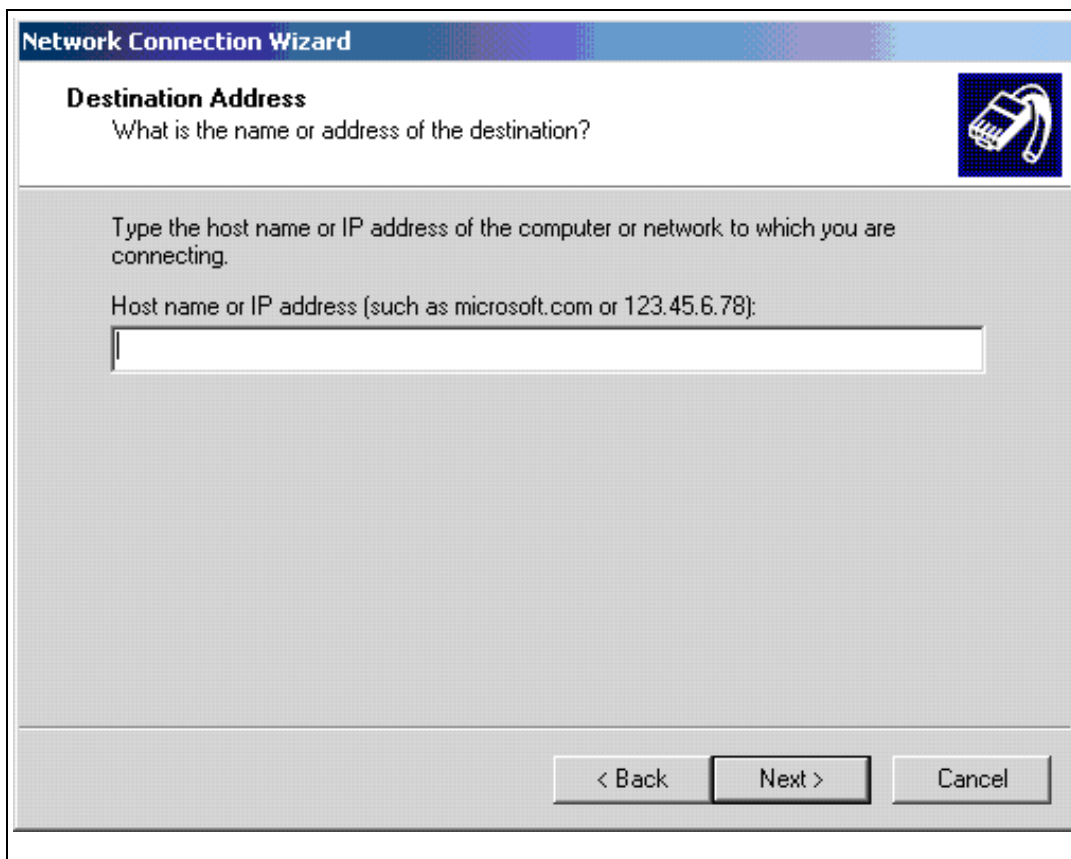 Network Connection Wizard
Destination Address
What is the name or address of the destination?
Type the host name or IP address of the computer or network to which you are
connecting.
Host name or IP address (such as microsoft.com or 123.45.6.78):
< Back
Next >
Cancel